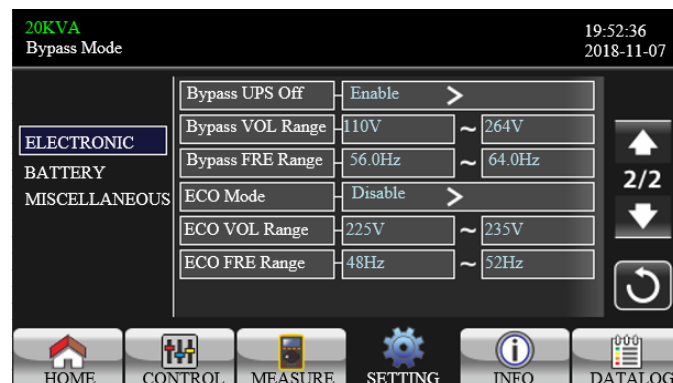 20KVA
19:52:36
Bypass Mode
2018-11-07
Bypass UPS Off Enable >
Bypass VOL Range 110V ~ 264V
ELECTRONIC
Bypass FRE Range 56.0Hz ~ 64.0Hz
BATTERY
2/2
MISCELLANEOUS
ECO Mode Disable >
ECO VOL Range 225V ~ 235V
ECO FRE Range 48Hz ~ 52Hz
HOME CONTROL MEASURE SETTING INFO DATALOG